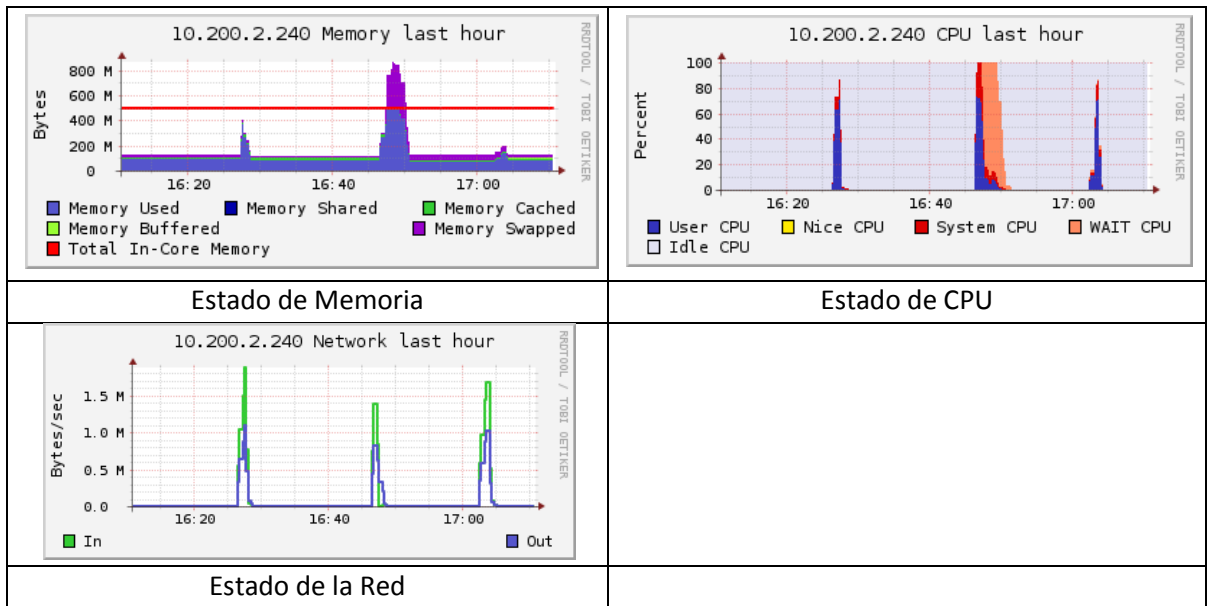 10.200.2.240 Memory last hour
RRDTOOL / TOBI OETIKER
Bytes
800 M
600 M
400 M
200 M
0
16:20 16:40 17:00
Memory Used Memory Shared Memory Cached
Memory Buffered Memory Swapped
Total In-Core Memory
10.200.2.240 CPU last hour
RRDTOOL / TOBI OETIKER
Percent
100
80
60
40
20
0
16:20 16:40 17:00
User CPU Nice CPU System CPU WAIT CPU
Idle CPU
Estado de Memoria
Estado de CPU
10.200.2.240 Network last hour
RRDTOOL / TOBI OETIKER
Bytes/sec
1.5 M
1.0 M
0.5 M
0.0
16:20 16:40 17:00
In Out
Estado de la Red